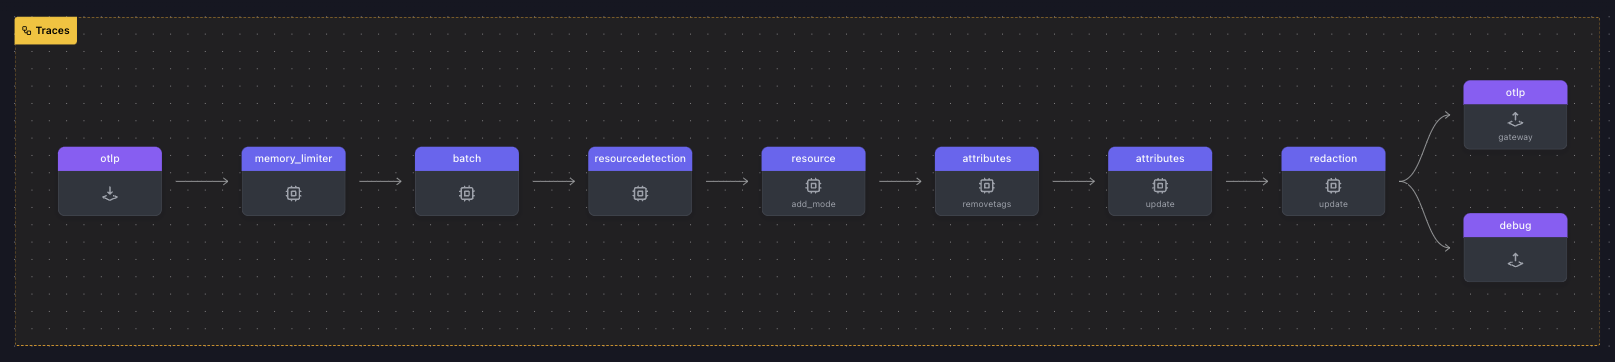 Traces
otlp
memory_limiter
batch
resourcedetection
resource
add_mode
attributes
removetags
attributes
update
redaction
update
otlp
gateway
debug